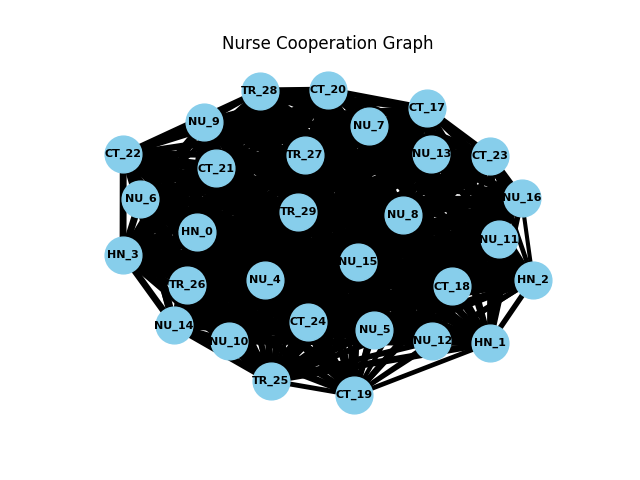 Nurse Cooperation Graph
TR_28
CT_20
CT_17
NU_9
NU_7
CT_22
TR_27
NU_13
CT_23
CT_21
NU_6
NU_16
TR_29
NU_8
HN_0
NU_11
HN_3
NU_15
TR_26
NU_4
CT_18
HN_2
NU_14
CT_24
NU_5
NU_10
NU_12
HN_1
TR_25
CT_19